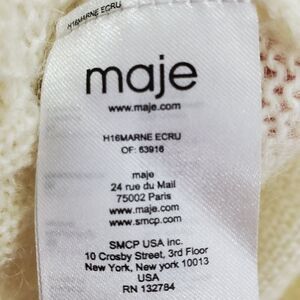 H16MARNE ECRU
maje
www.maje.com
H16MARNE ECRU
OF: 63916
maje
24 rue du Mail
75002 Paris
www.maje.com
www.smcp.com
SMCP USA inc.
10 Crosby Street, 3rd Floor
New York, New york 10013
USA
RN 132784